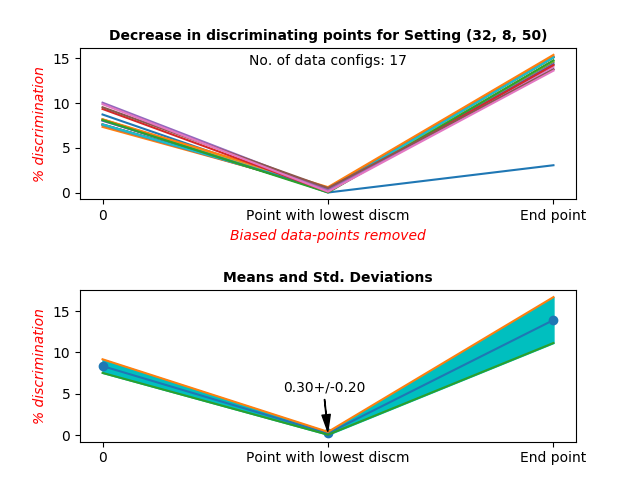 Decrease in discriminating points for Setting (32, 8, 50)
No. of data configs: 17
15
10
5
0
% discrimination
0 Point with lowest discm End point
Biased data-points removed
Means and Std. Deviations
15
10
5
0
% discrimination
0.30+/-0.20
0 Point with lowest discm End point